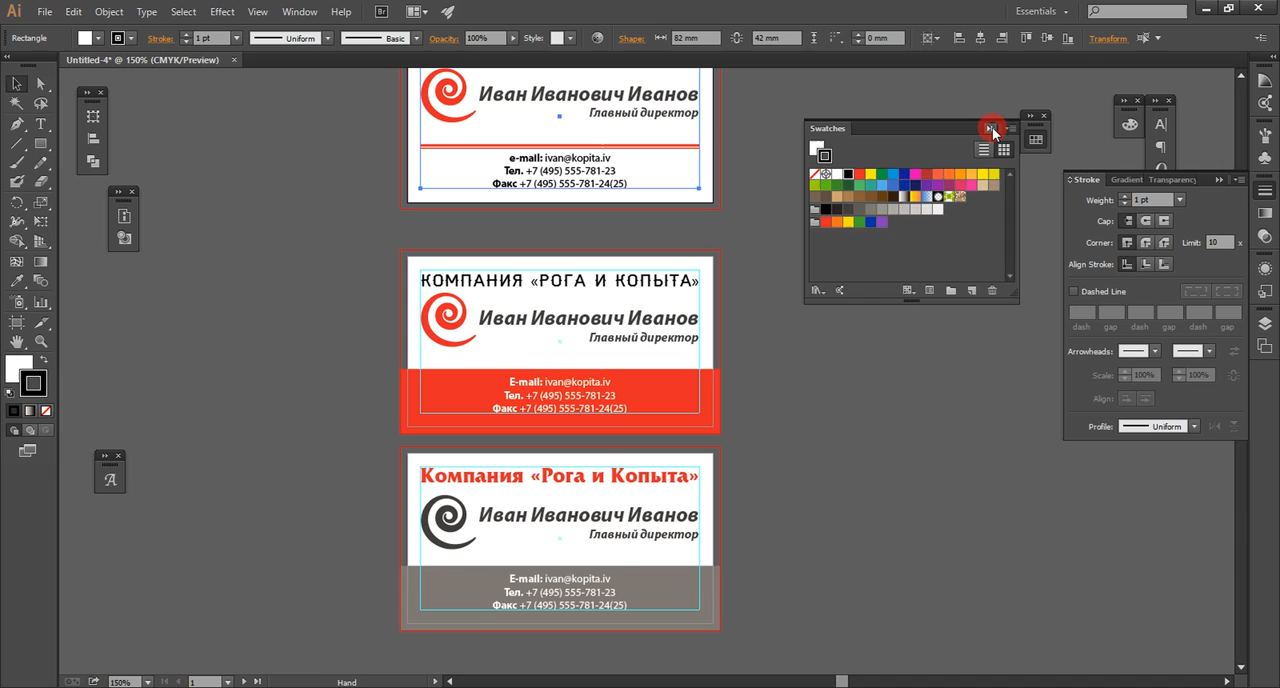 Ai File Edit Object Type Select Effect View Window Help Br Essentials
Rectangle Stroke: 1 pt Uniform Basic Opacity: 100% Style: Shape: 82 mm 42 mm 0 mm Transform
Untitled-4* @ 150% (CMYK/Preview)
Иван Иванович Иванов
Главный директор
e-mail: ivan@kopita.iv
Тел. +7 (495) 555-781-23
Факс +7 (495) 555-781-24(25)
КОМПАНИЯ «РОГА И КОПЫТА»
Иван Иванович Иванов
Главный директор
E-mail: ivan@kopita.iv
Тел. +7 (495) 555-781-23
Факс +7 (495) 555-781-24(25)
Компания «Рога и Копыта»
Иван Иванович Иванов
Главный директор
E-mail: ivan@kopita.iv
Тел. +7 (495) 555-781-23
Факс +7 (495) 555-781-24(25)
Swatches
Stroke Gradient Transparency
Weight: 1 pt
Cap:
Corner: Limit: 10 x
Align Stroke:
Dashed Line
dash gap dash gap dash gap
Arrowheads:
Scale: 100% 100%
Align:
Profile: Uniform
150% 1 Hand